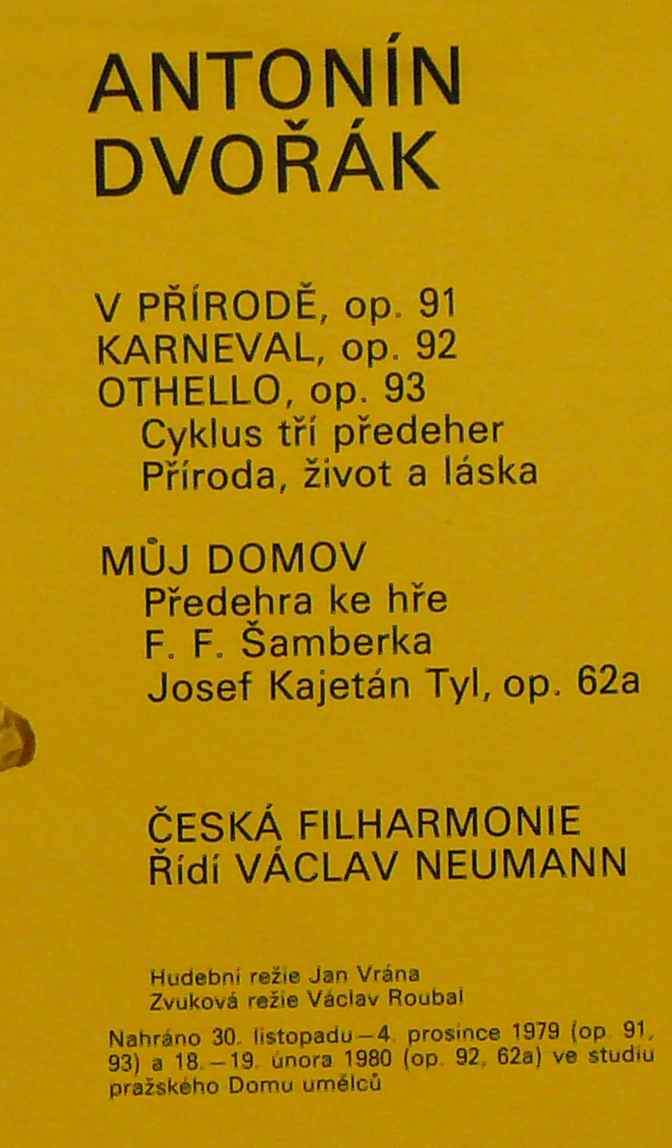 ANTONÍN
DVOŘÁK
V PŘÍRODĚ, op. 91
KARNEVAL, op. 92
OTHELLO, op. 93
Cyklus tří předeher
Příroda, život a láska
MŮJ DOMOV
Předehra ke hře
F. F. Šamberka
Josef Kajetán Tyl, op. 62a
ČESKÁ FILHARMONIE
Řídí VÁCLAV NEUMANN
Hudební režie Jan Vrána
Zvuková režie Václav Roubal
Nahráno 30. listopadu–4. prosince 1979 (op. 91,
93) a 18.–19. února 1980 (op. 92, 62a) ve studiu
pražského Domu umělců